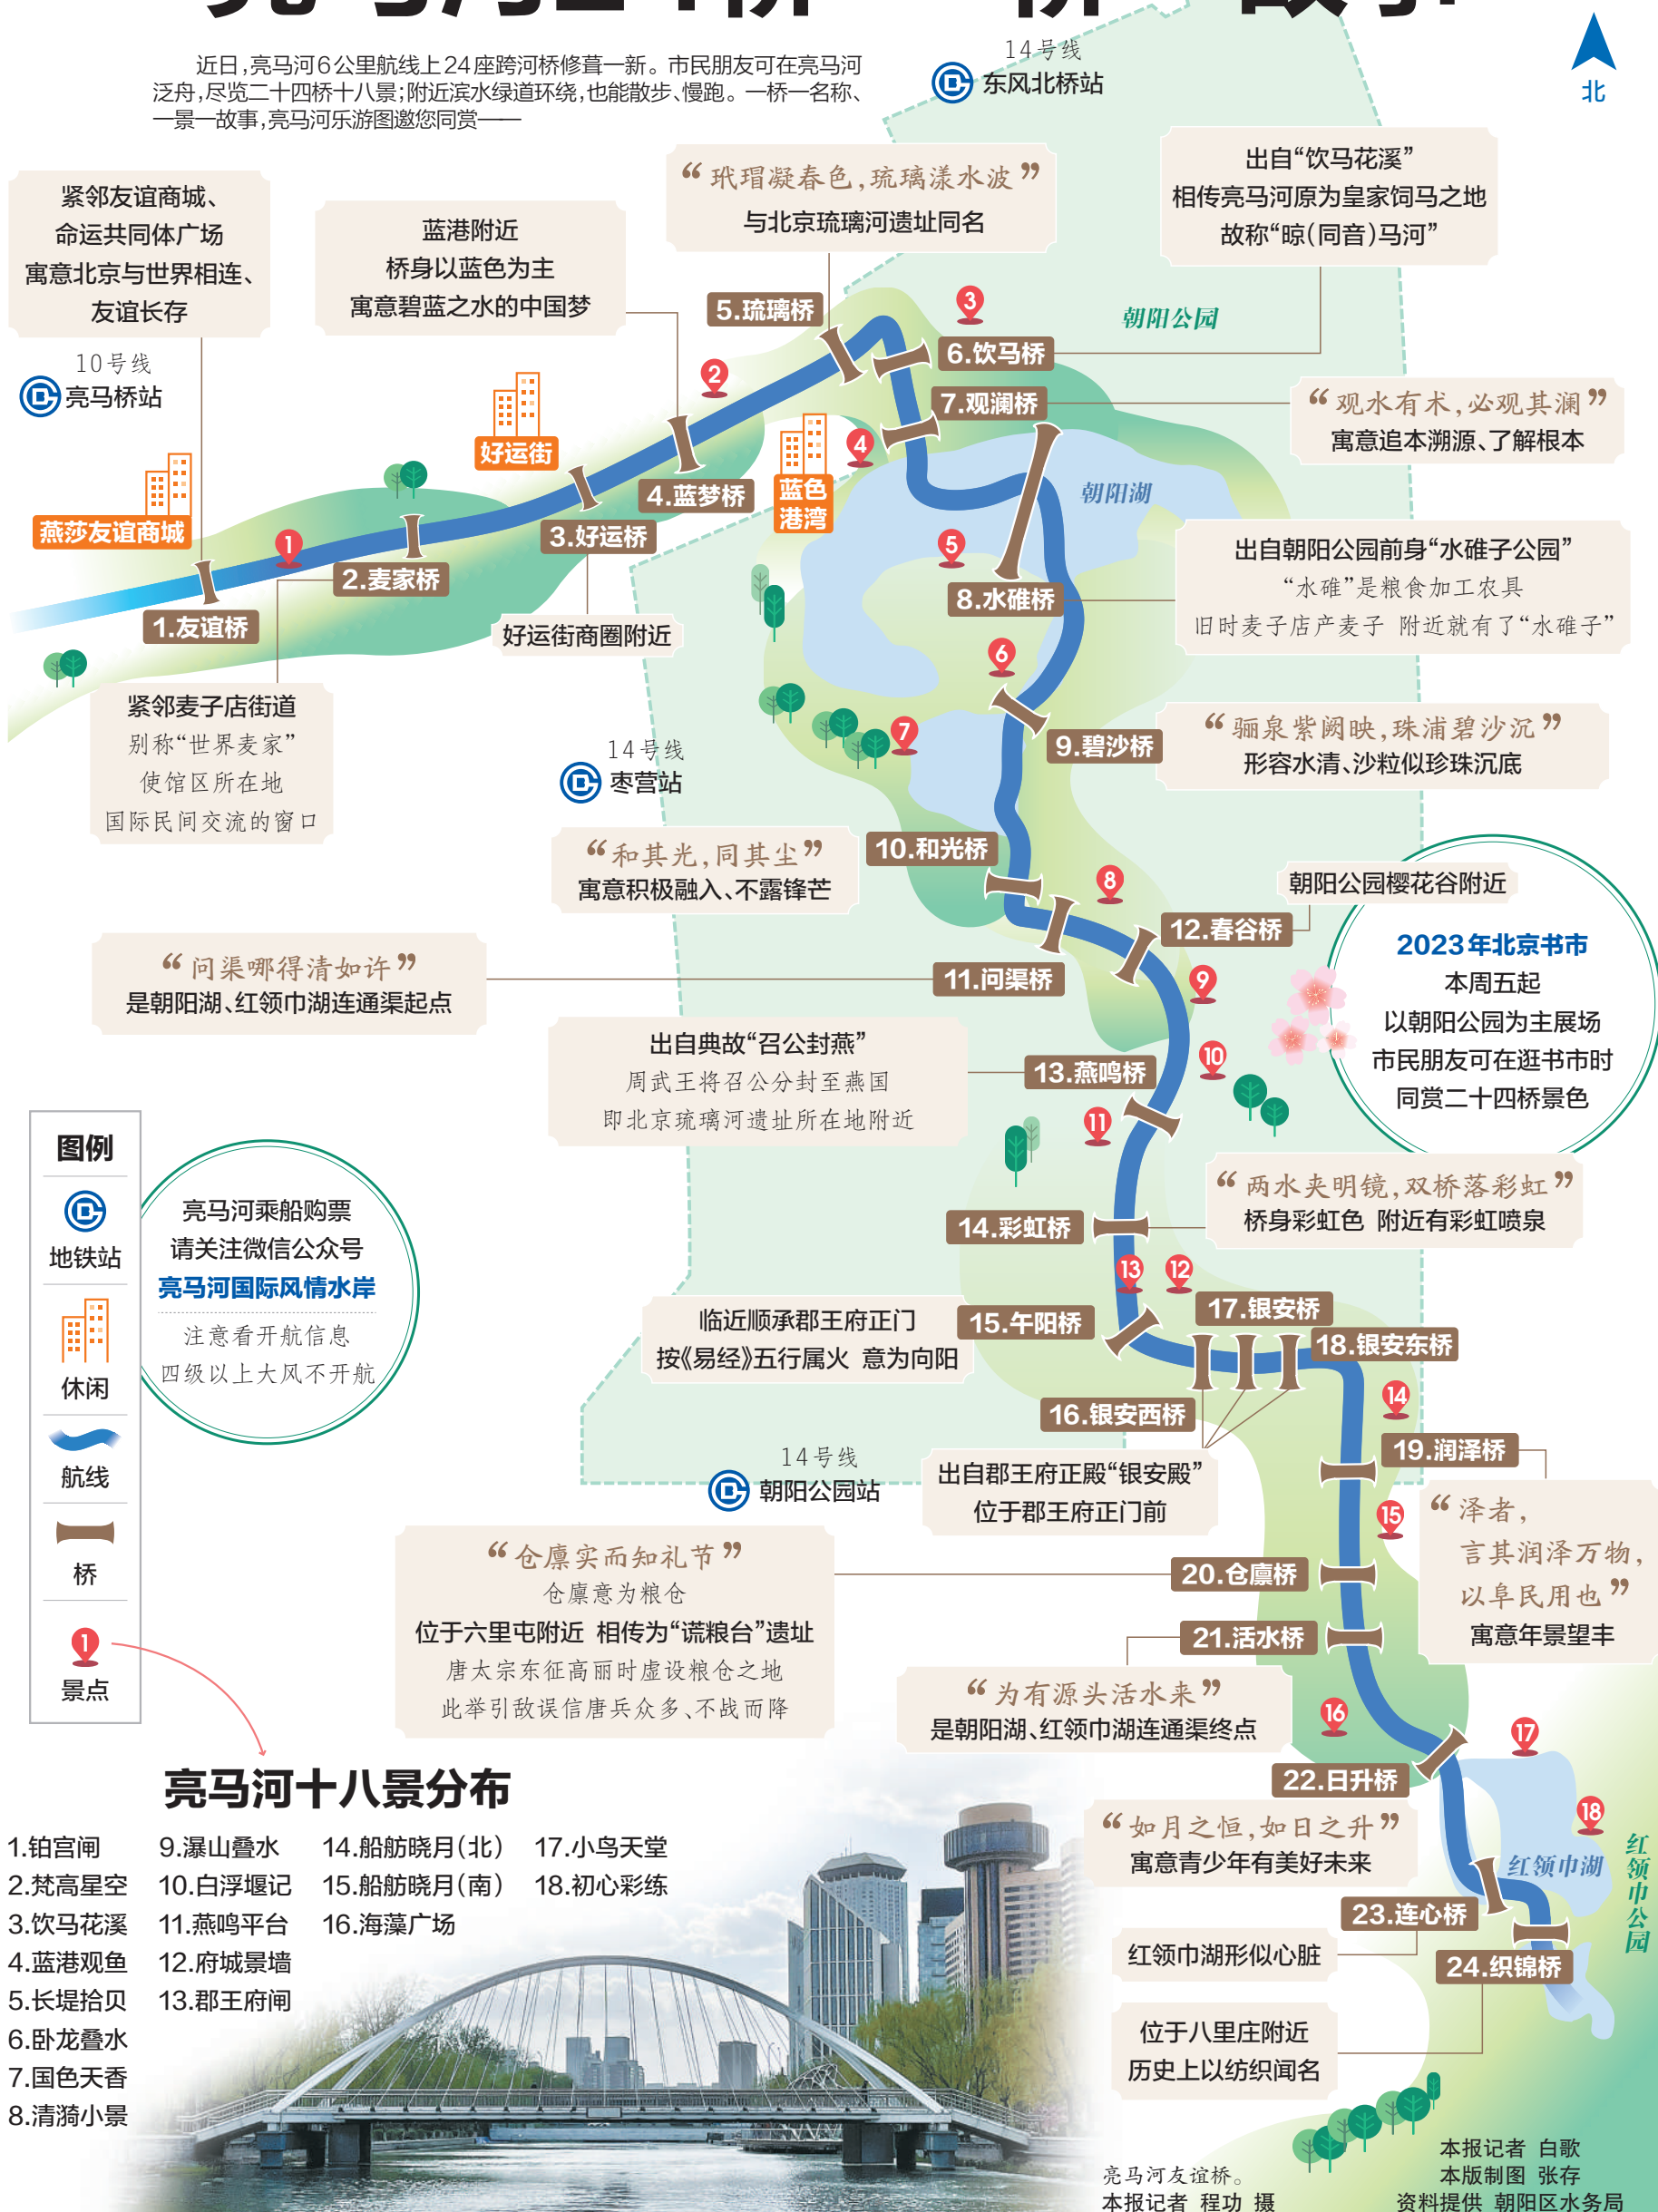 亮马河24桥 一桥一故事
近日,亮马河6公里航线上24座跨河桥修葺一新。市民朋友可在亮马河
泛舟,尽览二十四桥十八景;附近滨水绿道环绕,也能散步、慢跑。一桥一名称、
一景一故事,亮马河乐游图邀您同赏——
14号线
东风北桥站
北
紧邻友谊商城、
命运共同体广场
寓意北京与世界相连、
友谊长存
蓝港附近
桥身以蓝色为主
寓意碧蓝之水的中国梦
“玳瑁凝春色,琉璃漾水波”
与北京琉璃河遗址同名
出自“饮马花溪”
相传亮马河原为皇家饲马之地
故称“晾(同音)马河”
10号线
亮马桥站
5.琉璃桥
3
朝阳公园
6.饮马桥
2
7.观澜桥
“观水有术,必观其澜”
寓意追本溯源、了解根本
好运街
4
蓝色
港湾
4.蓝梦桥
朝阳湖
燕莎友谊商城
1
3.好运桥
5
出自朝阳公园前身“水碓子公园”
“水碓”是粮食加工农具
旧时麦子店产麦子 附近就有了“水碓子”
2.麦家桥
8.水碓桥
1.友谊桥
好运街商圈附近
6
紧邻麦子店街道
别称“世界麦家”
使馆区所在地
国际民间交流的窗口
7
14号线
枣营站
9.碧沙桥
“骊泉紫阙映,珠浦碧沙沉”
形容水清、沙粒似珍珠沉底
“和其光,同其尘”
寓意积极融入、不露锋芒
10.和光桥
8
朝阳公园樱花谷附近
12.春谷桥
2023年北京书市
本周五起
以朝阳公园为主展场
市民朋友可在逛书市时
同赏二十四桥景色
“问渠哪得清如许”
是朝阳湖、红领巾湖连通渠起点
11.问渠桥
9
出自典故“召公封燕”
周武王将召公分封至燕国
即北京琉璃河遗址所在地附近
13.燕鸣桥
10
11
图例
地铁站
休闲
航线
桥
1
景点
亮马河乘船购票
请关注微信公众号
亮马河国际风情水岸
注意看开航信息
四级以上大风不开航
“两水夹明镜,双桥落彩虹”
桥身彩虹色 附近有彩虹喷泉
14.彩虹桥
13
12
临近顺承郡王府正门
按《易经》五行属火 意为向阳
15.午阳桥
17.银安桥
18.银安东桥
16.银安西桥
14
14号线
朝阳公园站
出自郡王府正殿“银安殿”
位于郡王府正门前
19.润泽桥
“泽者,
言其润泽万物,
以阜民用也”
寓意年景望丰
15
“仓廪实而知礼节”
仓廪意为粮仓
位于六里屯附近 相传为“谎粮台”遗址
唐太宗东征高丽时虚设粮仓之地
此举引敌误信唐兵众多、不战而降
20.仓廪桥
21.活水桥
“为有源头活水来”
是朝阳湖、红领巾湖连通渠终点
16
17
22.日升桥
“如月之恒,如日之升”
寓意青少年有美好未来
18
红领巾湖
红领巾公园
23.连心桥
红领巾湖形似心脏
24.织锦桥
位于八里庄附近
历史上以纺织闻名
亮马河十八景分布
1.铂宫闸
2.梵高星空
3.饮马花溪
4.蓝港观鱼
5.长堤拾贝
6.卧龙叠水
7.国色天香
8.清漪小景
9.瀑山叠水
10.白浮堰记
11.燕鸣平台
12.府城景墙
13.郡王府闸
14.船舫晓月(北)
15.船舫晓月(南)
16.海藻广场
17.小鸟天堂
18.初心彩练
亮马河友谊桥。
本报记者 程功 摄
本报记者 白歌
本版制图 张存
资料提供 朝阳区水务局